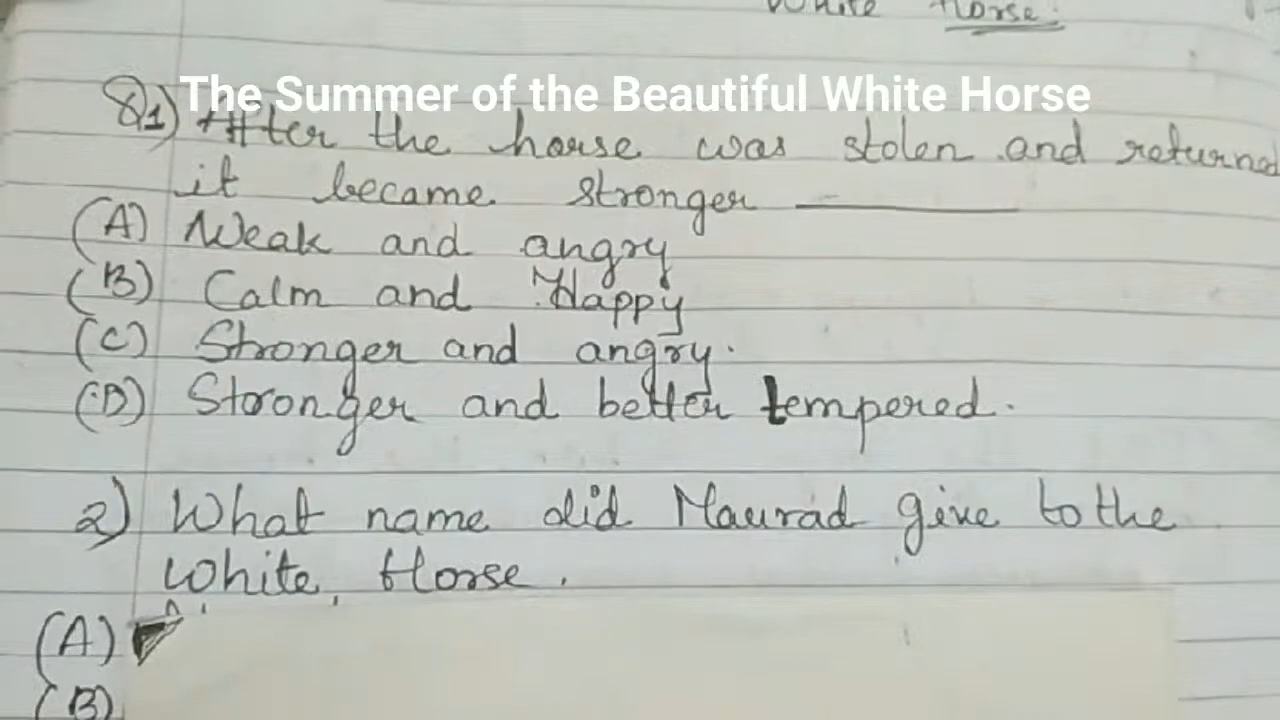 White Horse.
The Summer of the Beautiful White Horse
Q1) After the horse was stolen and returned
it became stronger ________
(A) Weak and angry
(B) Calm and Happy
(C) Stronger and angry.
(D) Stronger and better tempered.
2) What name did Maurad give to the
White, Horse.
(A)
(B)